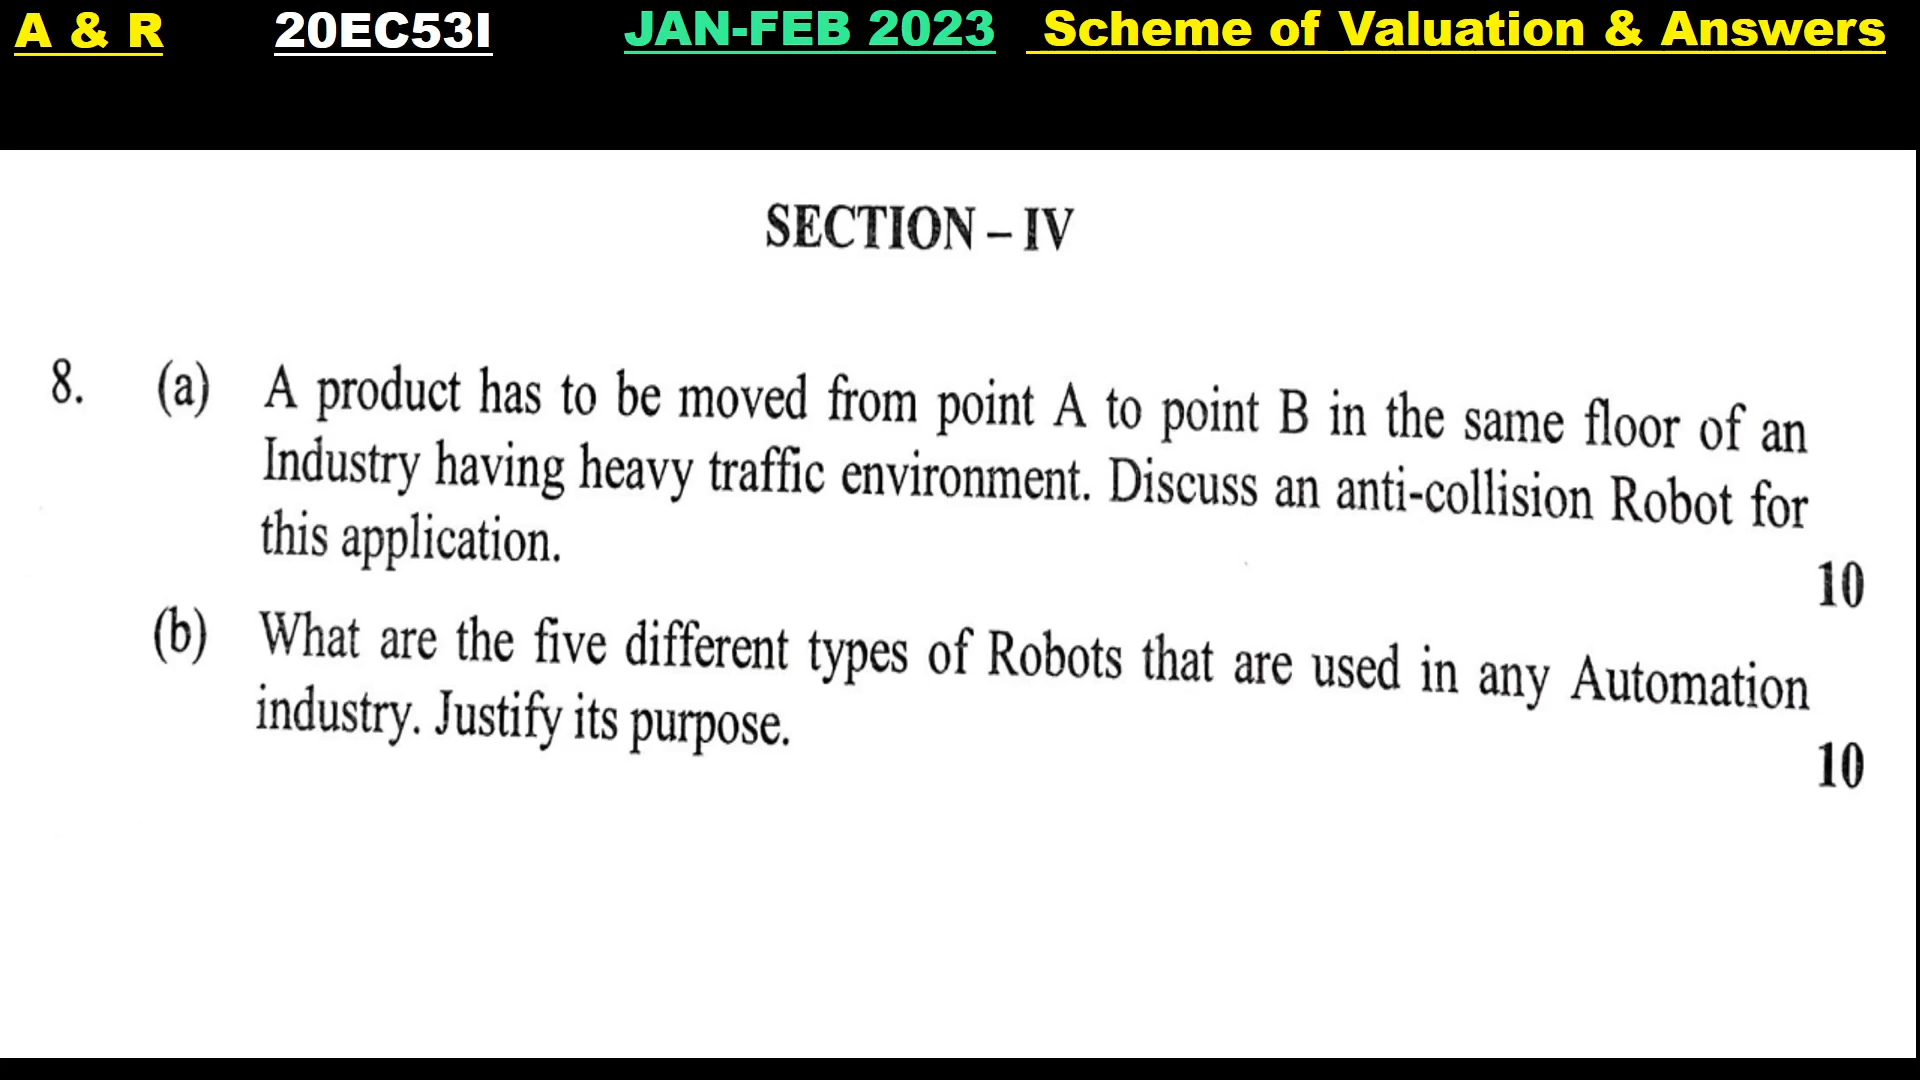 A & R 20EC53I JAN-FEB 2023 Scheme of Valuation & Answers
SECTION – IV
8. (a) A product has to be moved from point A to point B in the same floor of an
Industry having heavy traffic environment. Discuss an anti-collision Robot for
this application.
10
(b) What are the five different types of Robots that are used in any Automation
industry. Justify its purpose.
10